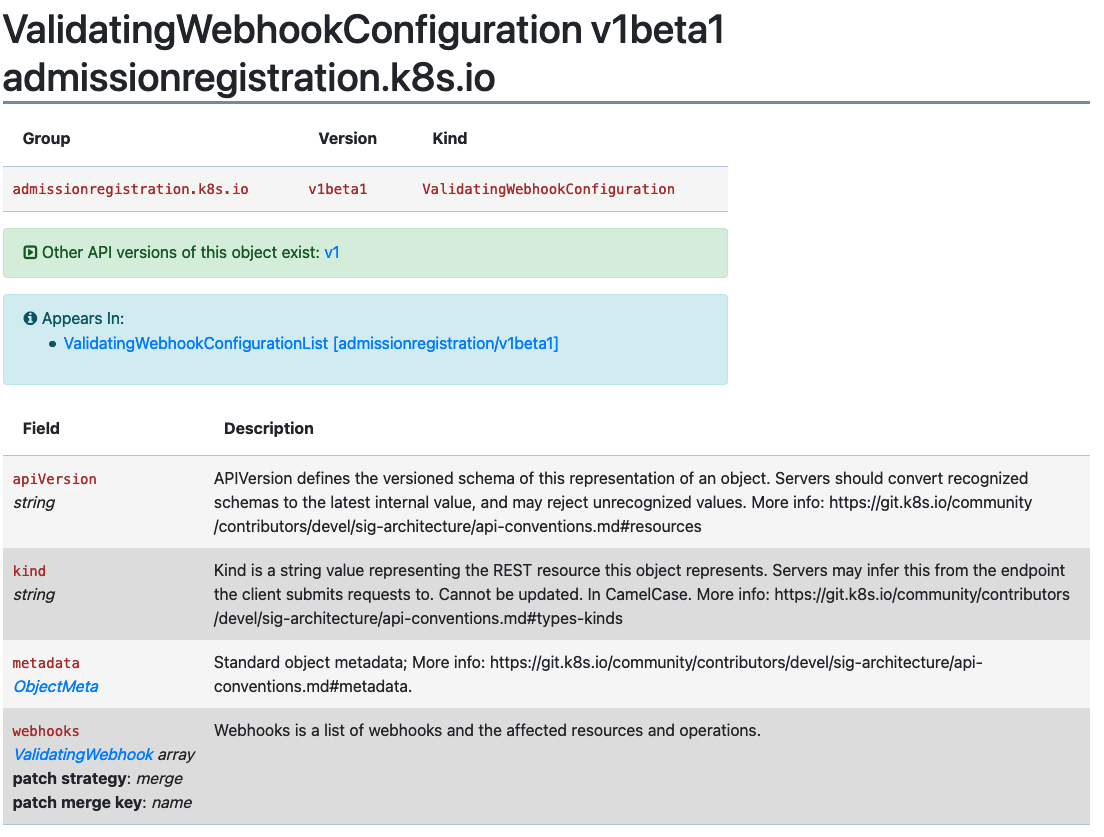 ValidatingWebhookConfiguration v1beta1
admissionregistration.k8s.io
Group Version Kind
admissionregistration.k8s.io v1beta1 ValidatingWebhookConfiguration
Other API versions of this object exist: v1
Appears In:
ValidatingWebhookConfigurationList [admissionregistration/v1beta1]
Field Description
apiVersion
string
APIVersion defines the versioned schema of this representation of an object. Servers should convert recognized
schemas to the latest internal value, and may reject unrecognized values. More info: https://git.k8s.io/community
/contributors/devel/sig-architecture/api-conventions.md#resources
kind
string
Kind is a string value representing the REST resource this object represents. Servers may infer this from the endpoint
the client submits requests to. Cannot be updated. In CamelCase. More info: https://git.k8s.io/community/contributors
/devel/sig-architecture/api-conventions.md#types-kinds
metadata
ObjectMeta
Standard object metadata; More info: https://git.k8s.io/community/contributors/devel/sig-architecture/api-
conventions.md#metadata.
webhooks
ValidatingWebhook array
patch strategy: merge
patch merge key: name
Webhooks is a list of webhooks and the affected resources and operations.